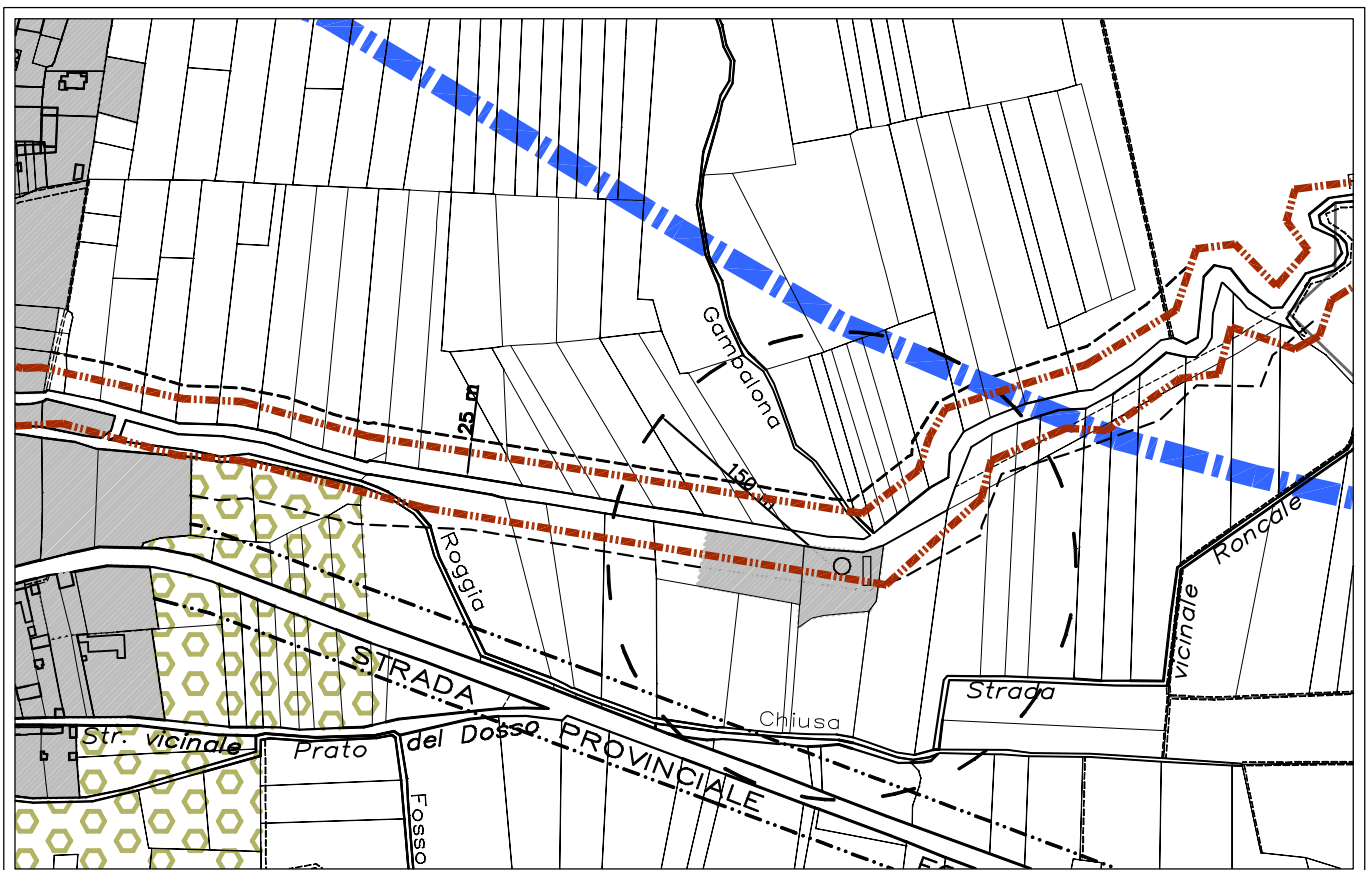 Gambalona
25 m
150 m
Roggia
Roncale
vicinale
STRADA
Strada
Chiusa
Str. vicinale
Prato
del Dosso
PROVINCIALE
Fosso